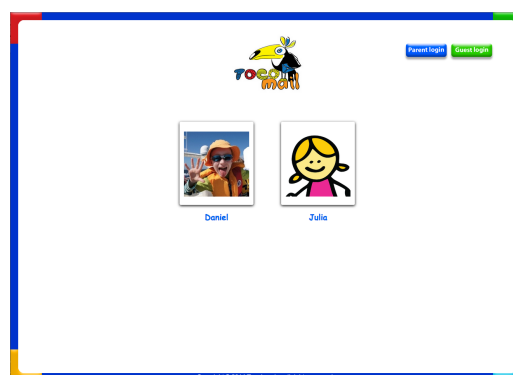 Parent login
Guest login
TOCO
mail
Daniel
Julia